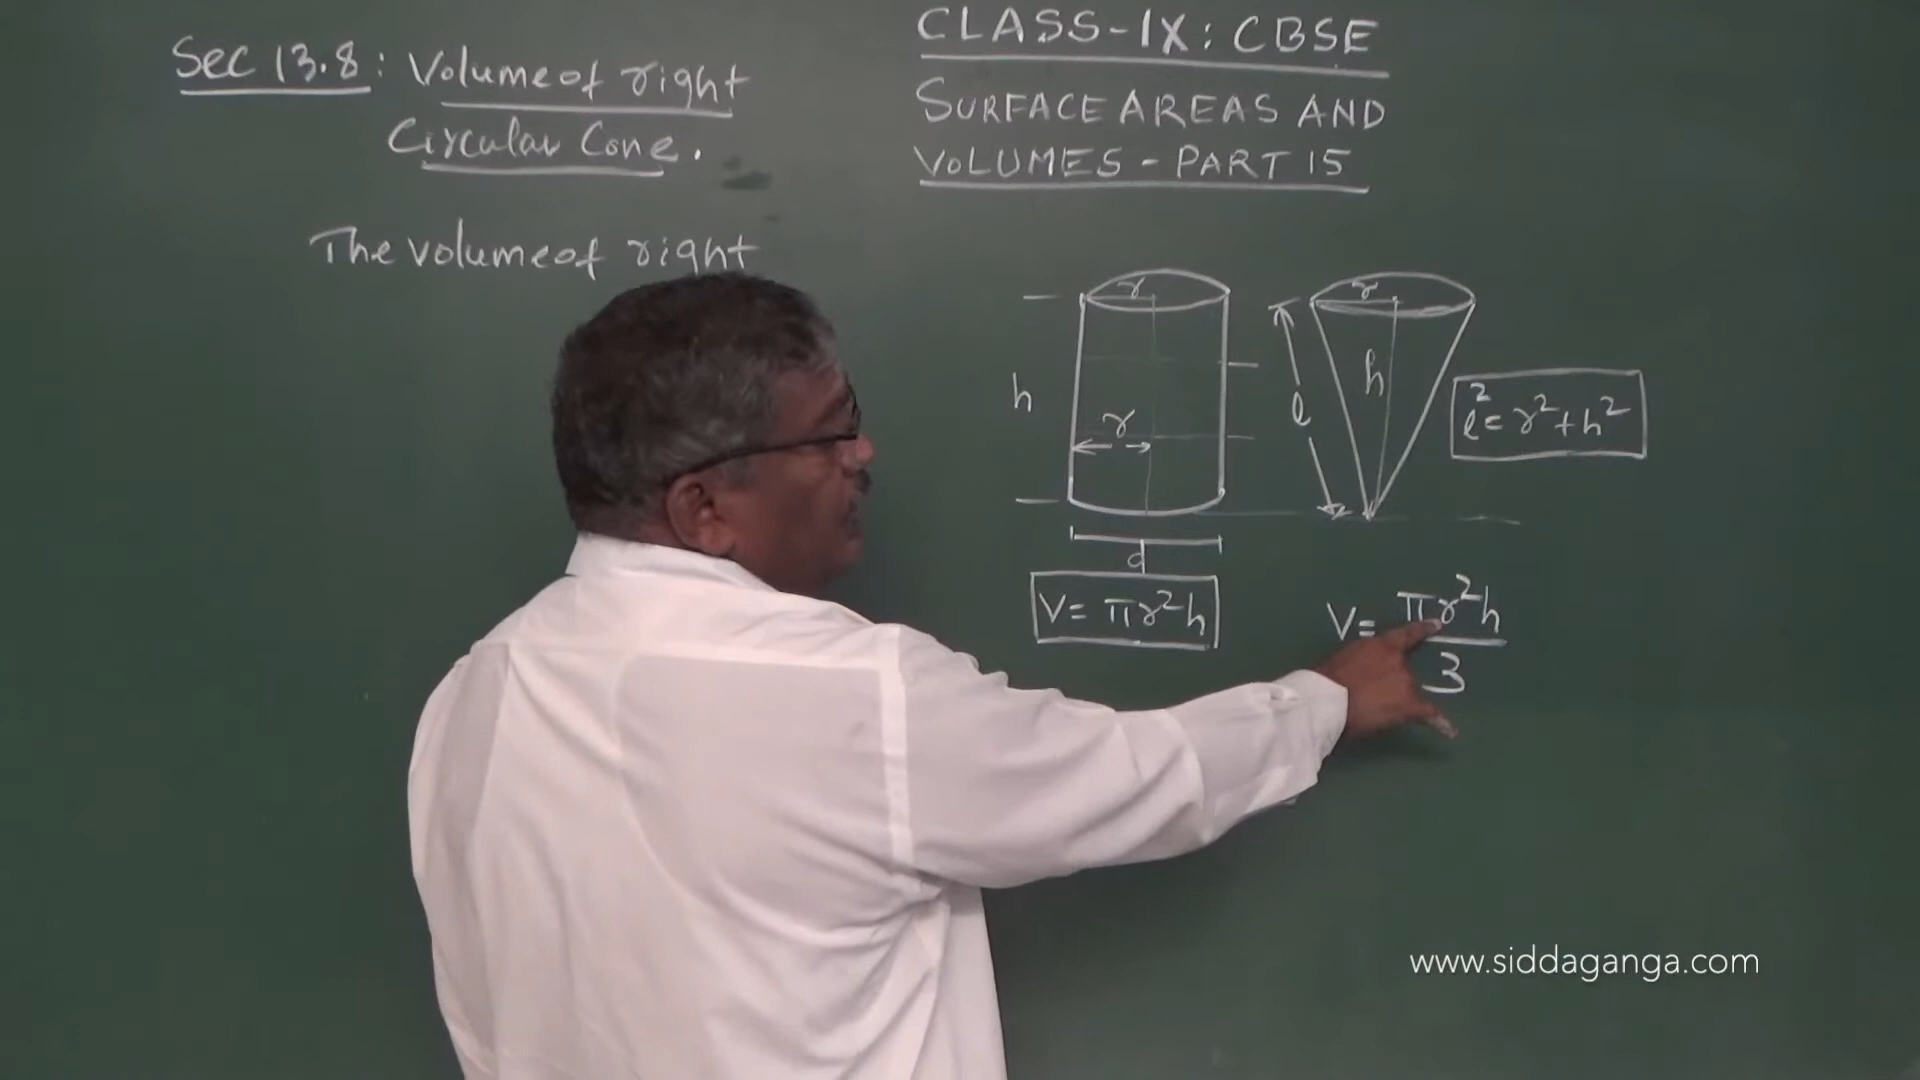 Sec 13.8: Volume of right
Circular Cone.
The volume of right
CLASS-IX: CBSE
SURFACE AREAS AND
VOLUMES - PART 15
r
h
r
d
V= πr²h
r
h
l
l²= r²+h²
V= πr²h
3
www.siddaganga.com